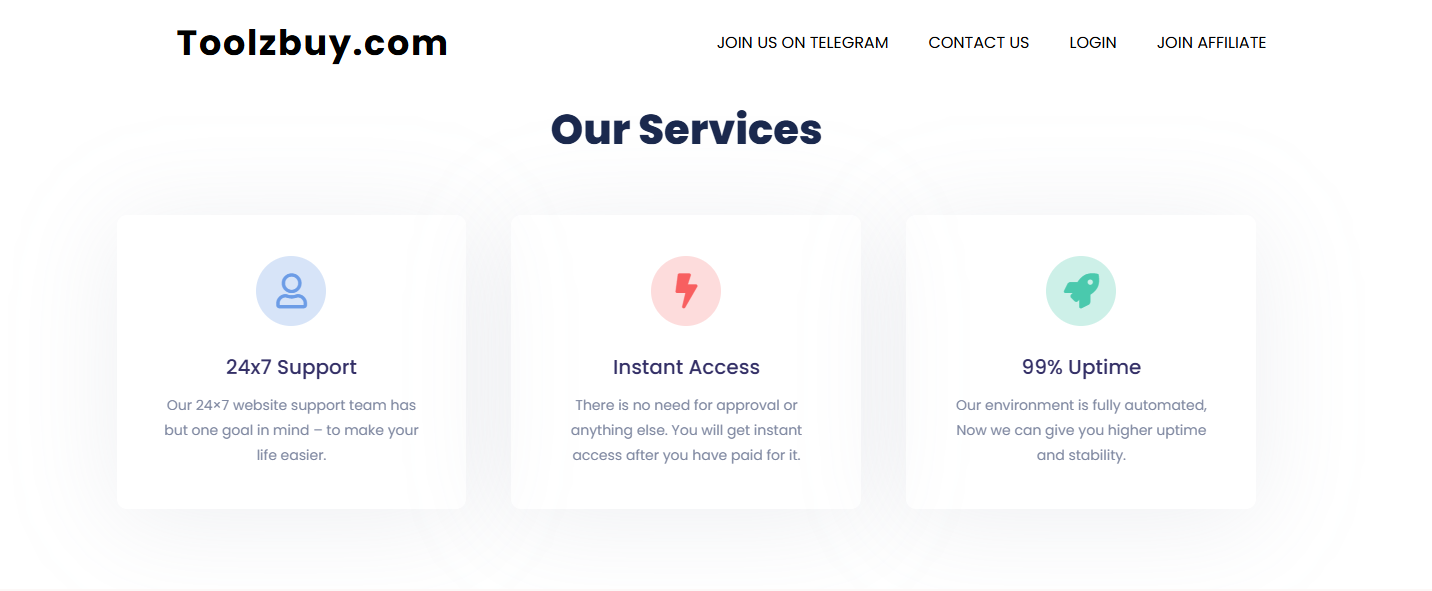 Toolzbuy.com
JOIN US ON TELEGRAM
CONTACT US
LOGIN
JOIN AFFILIATE
Our Services
24x7 Support
Our 24×7 website support team has
but one goal in mind – to make your
life easier.
Instant Access
There is no need for approval or
anything else. You will get instant
access after you have paid for it.
99% Uptime
Our environment is fully automated,
Now we can give you higher uptime
and stability.